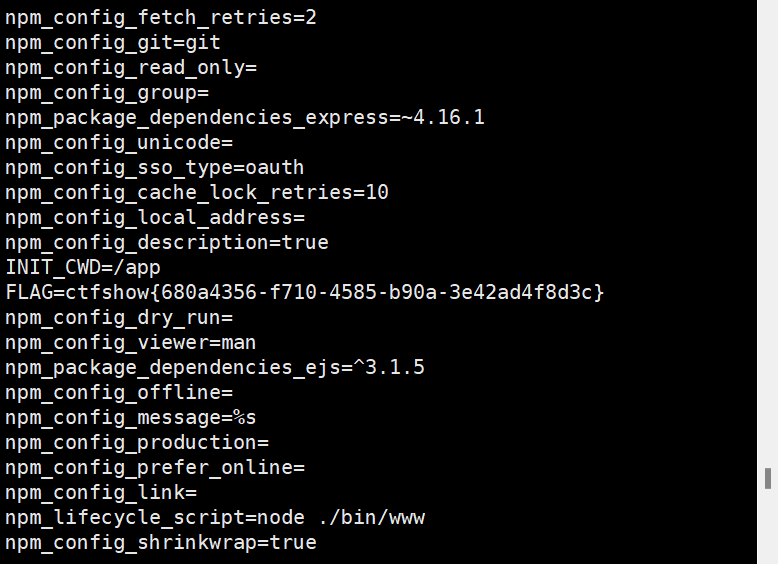 npm_config_fetch_retries=2
npm_config_git=git
npm_config_read_only=
npm_config_group=
npm_package_dependencies_express=~4.16.1
npm_config_unicode=
npm_config_sso_type=oauth
npm_config_cache_lock_retries=10
npm_config_local_address=
npm_config_description=true
INIT_CWD=/app
FLAG=ctfshow{680a4356-f710-4585-b90a-3e42ad4f8d3c}
npm_config_dry_run=
npm_config_viewer=man
npm_package_dependencies_ejs=^3.1.5
npm_config_offline=
npm_config_message=%s
npm_config_production=
npm_config_prefer_online=
npm_config_link=
npm_lifecycle_script=node ./bin/www
npm_config_shrinkwrap=true